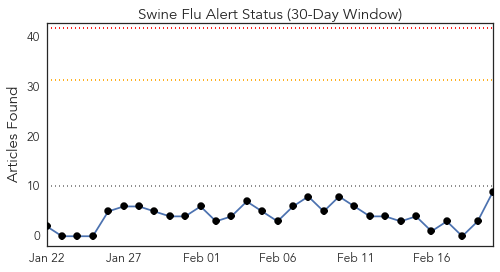 Swine Flu Alert Status (30-Day Window)
Articles Found
40
30
20
10
0
Jan 22 Jan 27 Feb 01 Feb 06 Feb 11 Feb 16